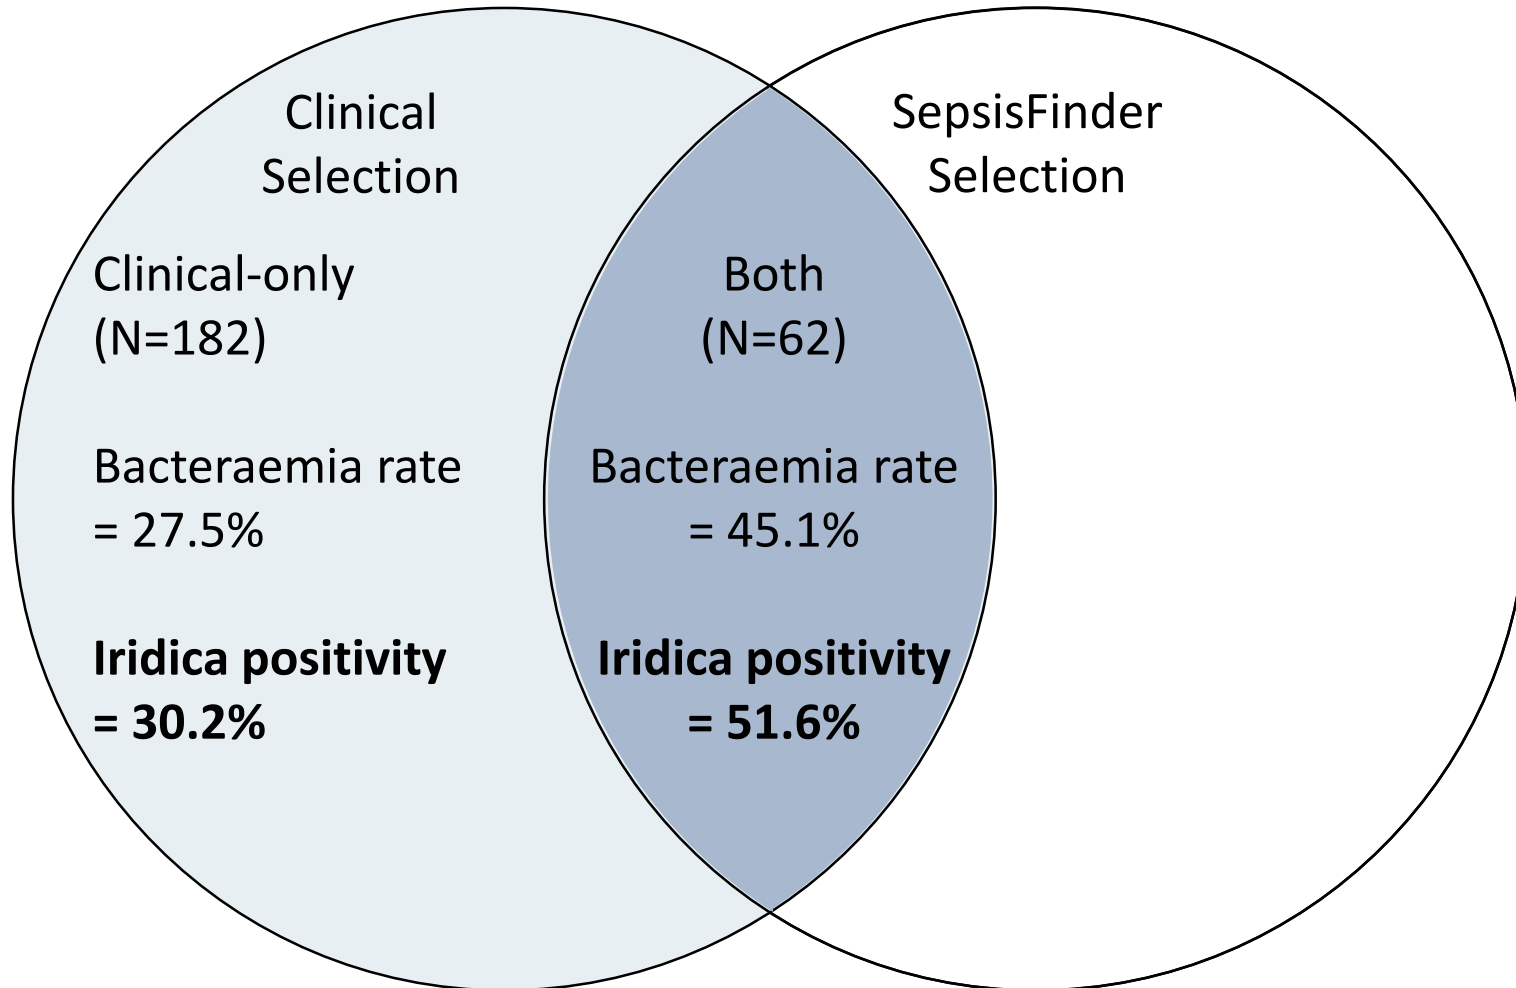 Clinical
Selection
Clinical-only
(N=182)
Bacteraemia rate
= 27.5%
Iridica positivity
= 30.2%
Both
(N=62)
Bacteraemia rate
= 45.1%
Iridica positivity
= 51.6%
SepsisFinder
Selection